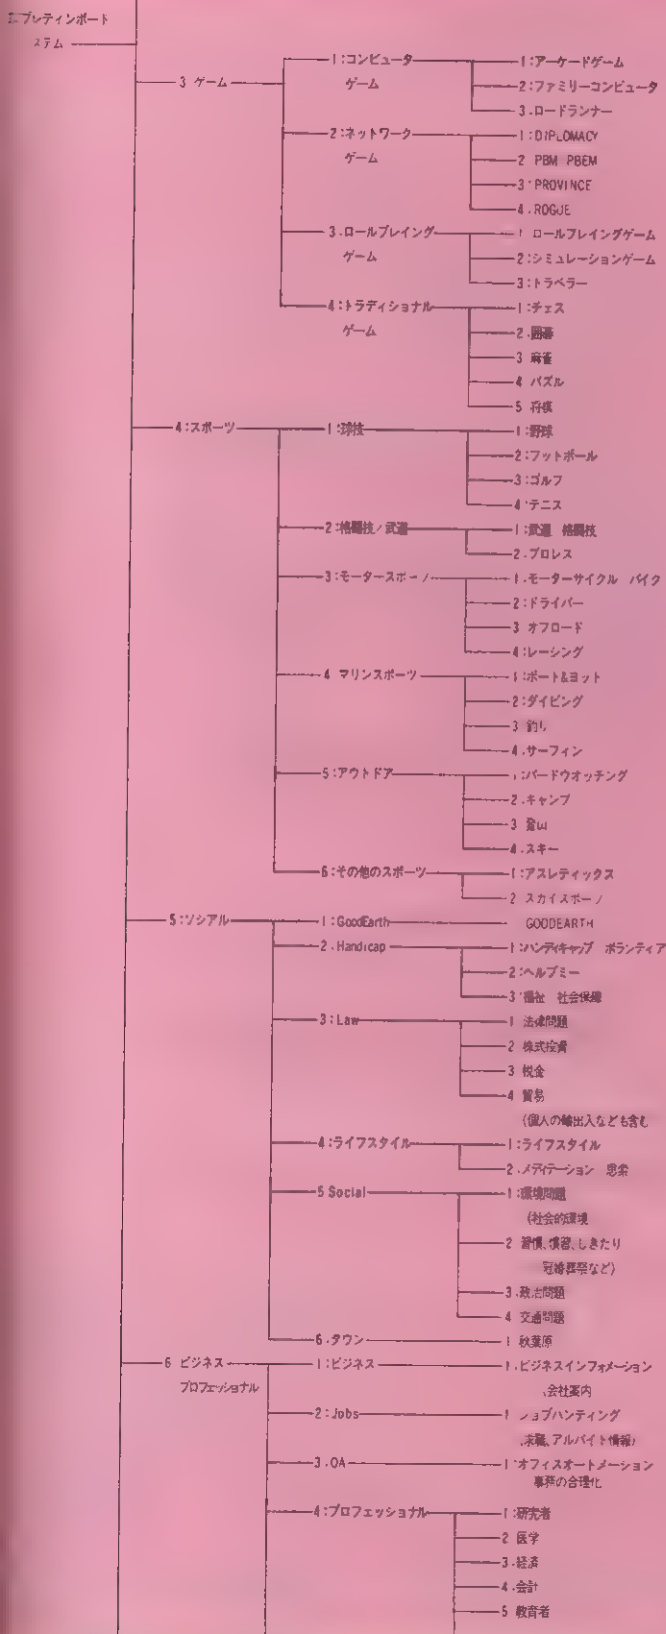 ブレティンボート
ステム
3 ゲーム
1:コンピュータ
ゲーム
1:アーケードゲーム
2:ファミリーコンピュータ
3.ロードランナー
2:ネットワーク
ゲーム
1:DIPLOMACY
2 PBM PBEM
3:PROVINCE
4.ROGUE
3.ロールプレイング
ゲーム
1 ロールプレイングゲーム
2:シミュレーションゲーム
3:トラベラー
4:トラディショナル
ゲーム
1:チェス
2.囲碁
3 麻雀
4 パズル
5 将棋
4:スポーツ
1:球技
1:野球
2:フットボール
3:ゴルフ
4:テニス
2:格闘技/武道
1:武道 格闘技
2.プロレス
3:モータースポーツ
1.モーターサイクル バイク
2:ドライバー
3 オフロード
4:レーシング
4 マリンスポーツ
1:ボート&ヨット
2:ダイビング
3 釣り
4.サーフィン
5:アウトドア
1:バードウオッチング
2.キャンプ
3 登山
4.スキー
6:その他のスポーツ
1:アスレティックス
2 スカイスポーツ
5:ソシアル
1:GoodEarth
GOODEARTH
2.Handicap
1:ハンディキャップ ボランティア
2:ヘルプミー
3:福祉 社会保障
3:Law
1 法律問題
2 株式投資
3 税金
4 貿易
(個人の輸出入なども含む
4:ライフスタイル
1:ライフスタイル
2.メディテーション 思索
5 Social
1:環境問題
(社会的環境
2 習慣、慣習、しきたり
冠婚葬祭など)
3.政治問題
4 交通問題
6.タウン
1 秋葉原
6 ビジネス
プロフェッショナル
1:ビジネス
1.ビジネスインフォメーション
会社案内
2:Jobs
1 ジョブハンティング
求職、アルバイト情報)
3.OA
1:オフィスオートメーション
事務の合理化
4:プロフェッショナル
1:研究者
2 医学
3.経済
4.会計
5 教育者